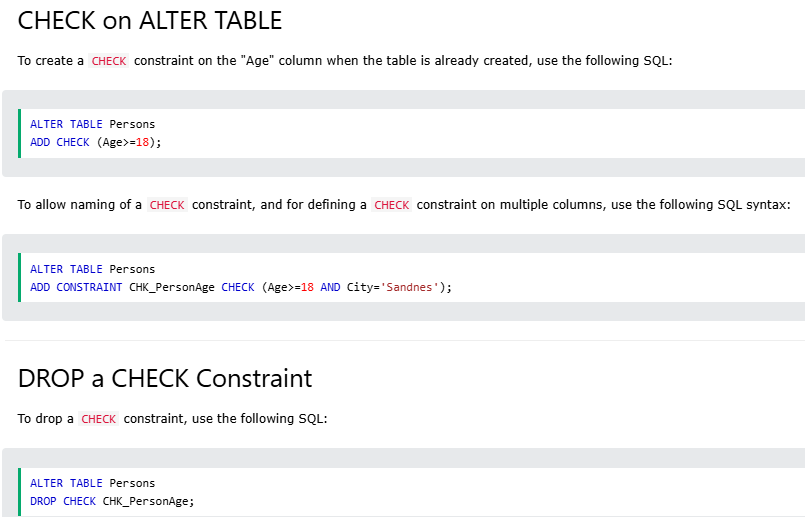 CHECK on ALTER TABLE
To create a CHECK constraint on the "Age" column when the table is already created, use the following SQL:
ALTER TABLE Persons
ADD CHECK (Age>=18);
To allow naming of a CHECK constraint, and for defining a CHECK constraint on multiple columns, use the following SQL syntax:
ALTER TABLE Persons
ADD CONSTRAINT CHK_PersonAge CHECK (Age>=18 AND City='Sandnes');
DROP a CHECK Constraint
To drop a CHECK constraint, use the following SQL:
ALTER TABLE Persons
DROP CHECK CHK_PersonAge;